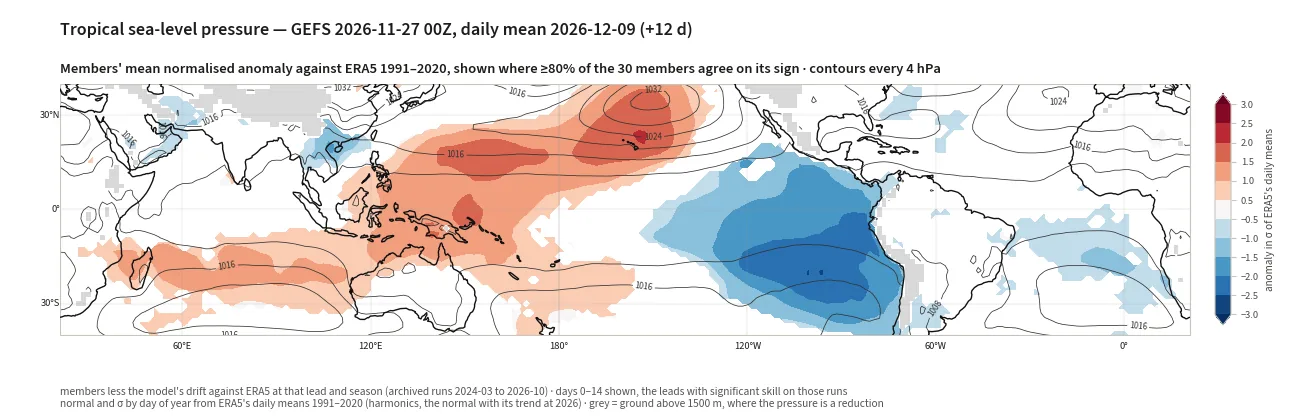 Tropical sea-level pressure — GEFS 2026-11-27 00Z, daily mean 2026-12-09 (+12 d)
Members' mean normalised anomaly against ERA5 1991–2020, shown where ≥80% of the 30 members agree on its sign · contours every 4 hPa
1032
1024
1016
1016
1032
1016
1024
30°N
1016
1016
1024
1016
1016
0°
1016
1016
30°S
1008
1016
1016
60°E
120°E
180°
120°W
60°W
0°
3.0
2.5
2.0
1.5
1.0
0.5
−0.5
−1.0
−1.5
−2.0
−2.5
−3.0
anomaly in σ of ERA5's daily means
members less the model's drift against ERA5 at that lead and season (archived runs 2024-03 to 2026-10) · days 0–14 shown, the leads with significant skill on those runs
normal and σ by day of year from ERA5's daily means 1991–2020 (harmonics, the normal with its trend at 2026) · grey = ground above 1500 m, where the pressure is a reduction